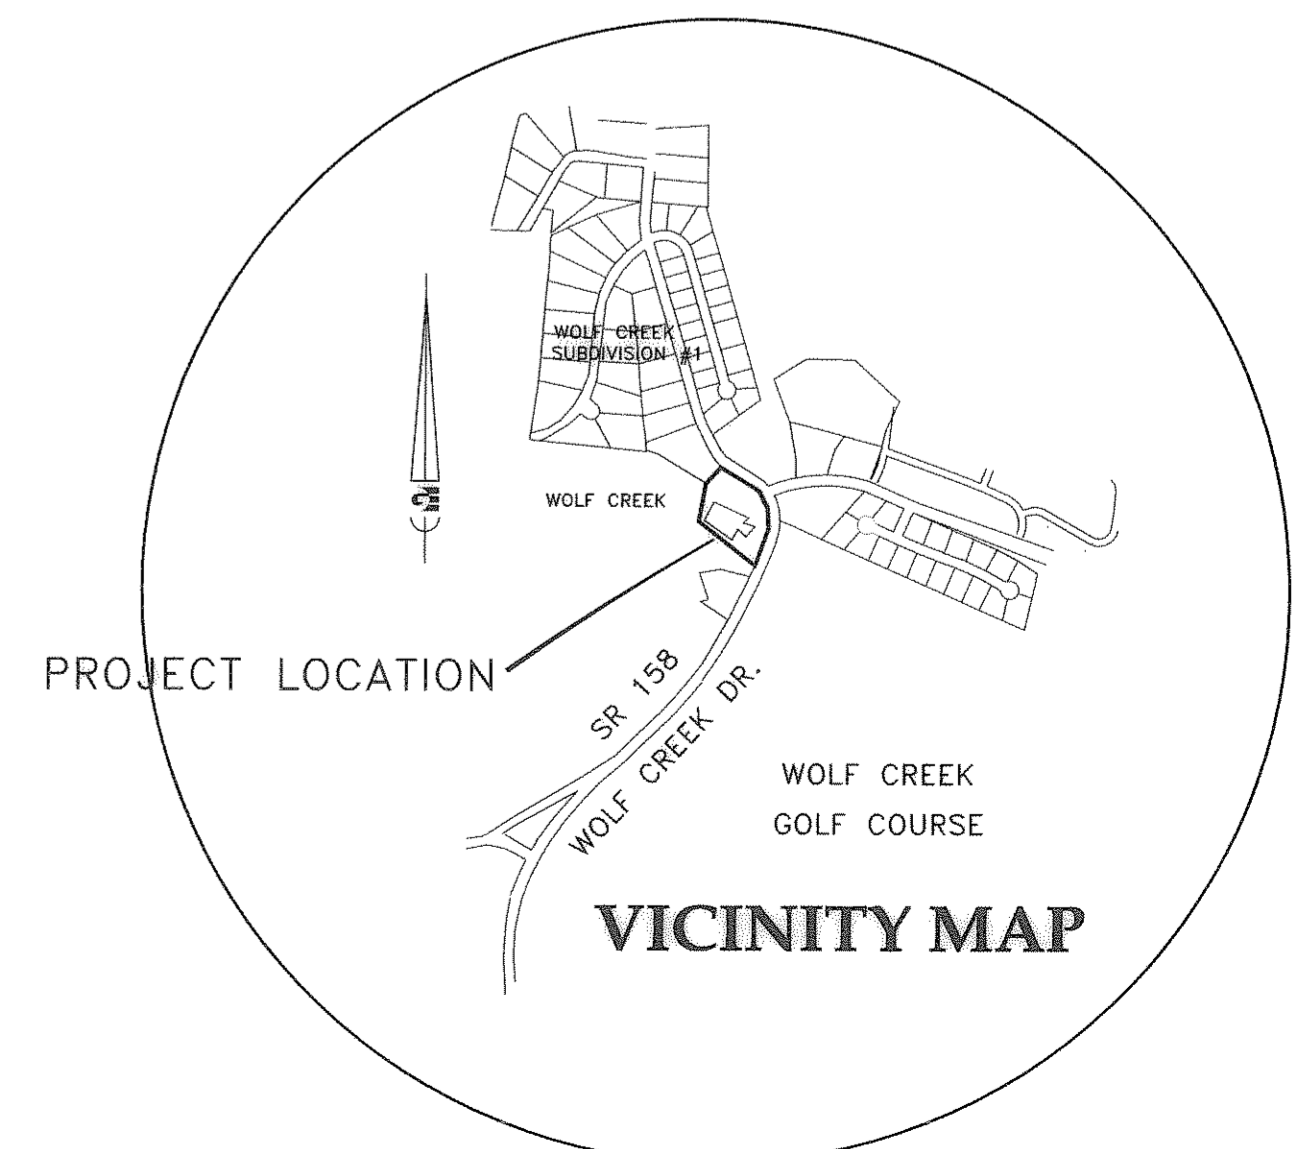 WOLF CREEK
SUBDIVISION #1
WOLF CREEK
PROJECT LOCATION
SR 158
WOLF CREEK DR.
WOLF CREEK
GOLF COURSE
VICINITY MAP